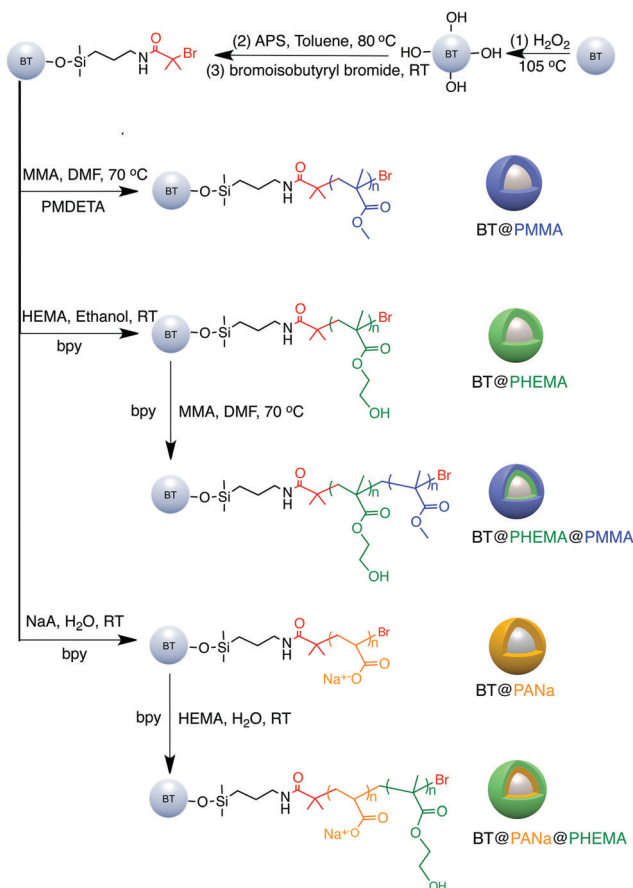 BT
O
Si
N
H
O
Br
(2) APS, Toluene, 80 °C
(3) bromoisobutyryl bromide, RT
OH
HO
BT
OH
OH
(1) H2O2
105 °C
BT
MMA, DMF, 70 °C
PMDETA
BT
O
Si
NH
O
n
Br
O
O
BT@PMMA
HEMA, Ethanol, RT
bpy
BT
O
Si
NH
O
n
Br
O
O
OH
BT@PHEMA
bpy
MMA, DMF, 70 °C
BT
O
Si
NH
O
n
n
Br
O
O
O
O
OH
BT@PHEMA@PMMA
NaA, H2O, RT
bpy
BT
O
Si
N
H
O
n
Br
Na+-O
O
BT@PANa
bpy
HEMA, H2O, RT
BT
O
Si
N
H
O
n
n
Br
Na+-O
O
O
O
OH
BT@PANa@PHEMA